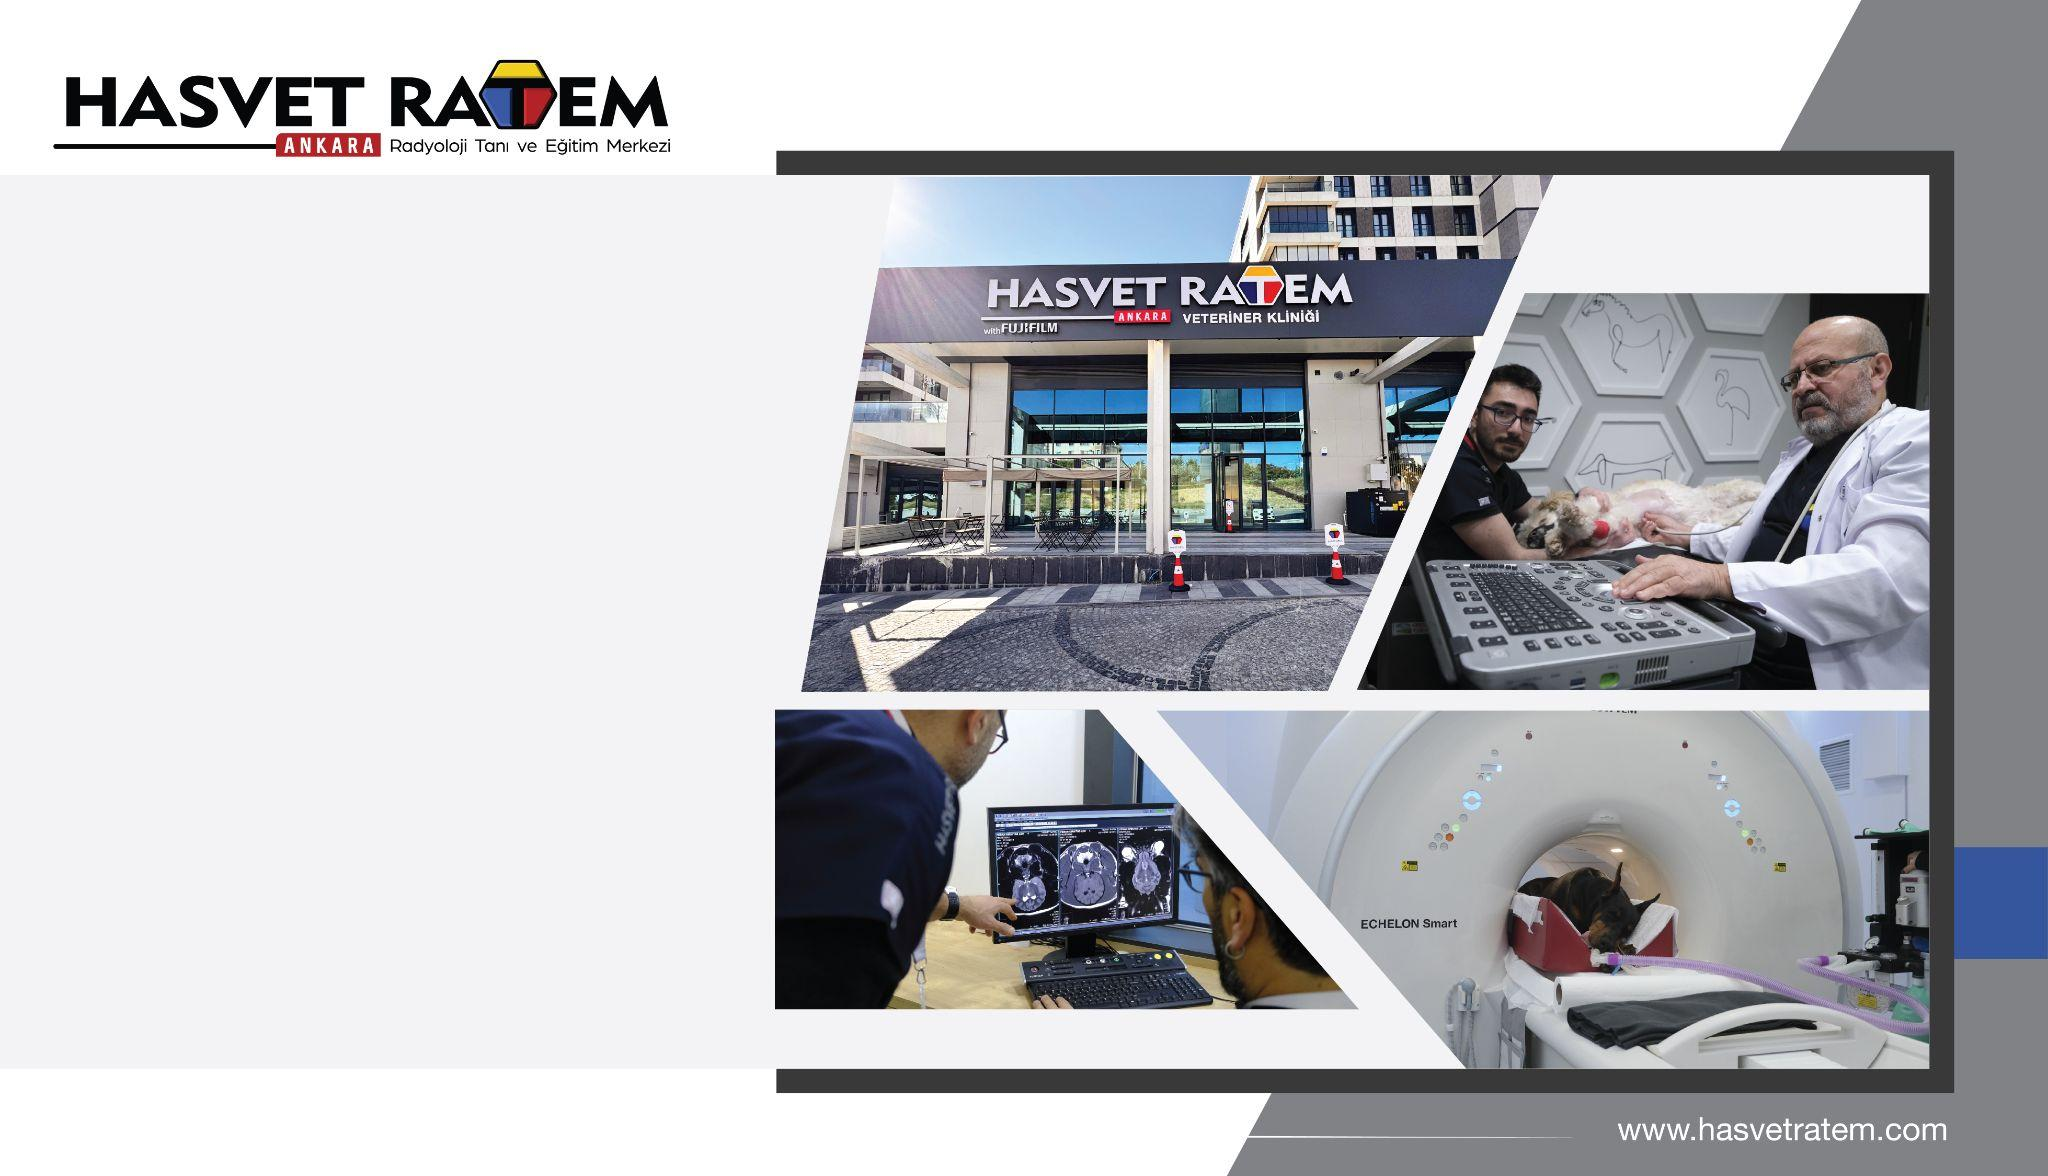 HASVET RATEM
ANKARA Radyoloji Tanı ve Eğitim Merkezi
HASVET RATEM
ANKARA VETERİNER KLİNİĞİ
with FUJIFILM
ECHELON Smart
www.hasvetratem.com